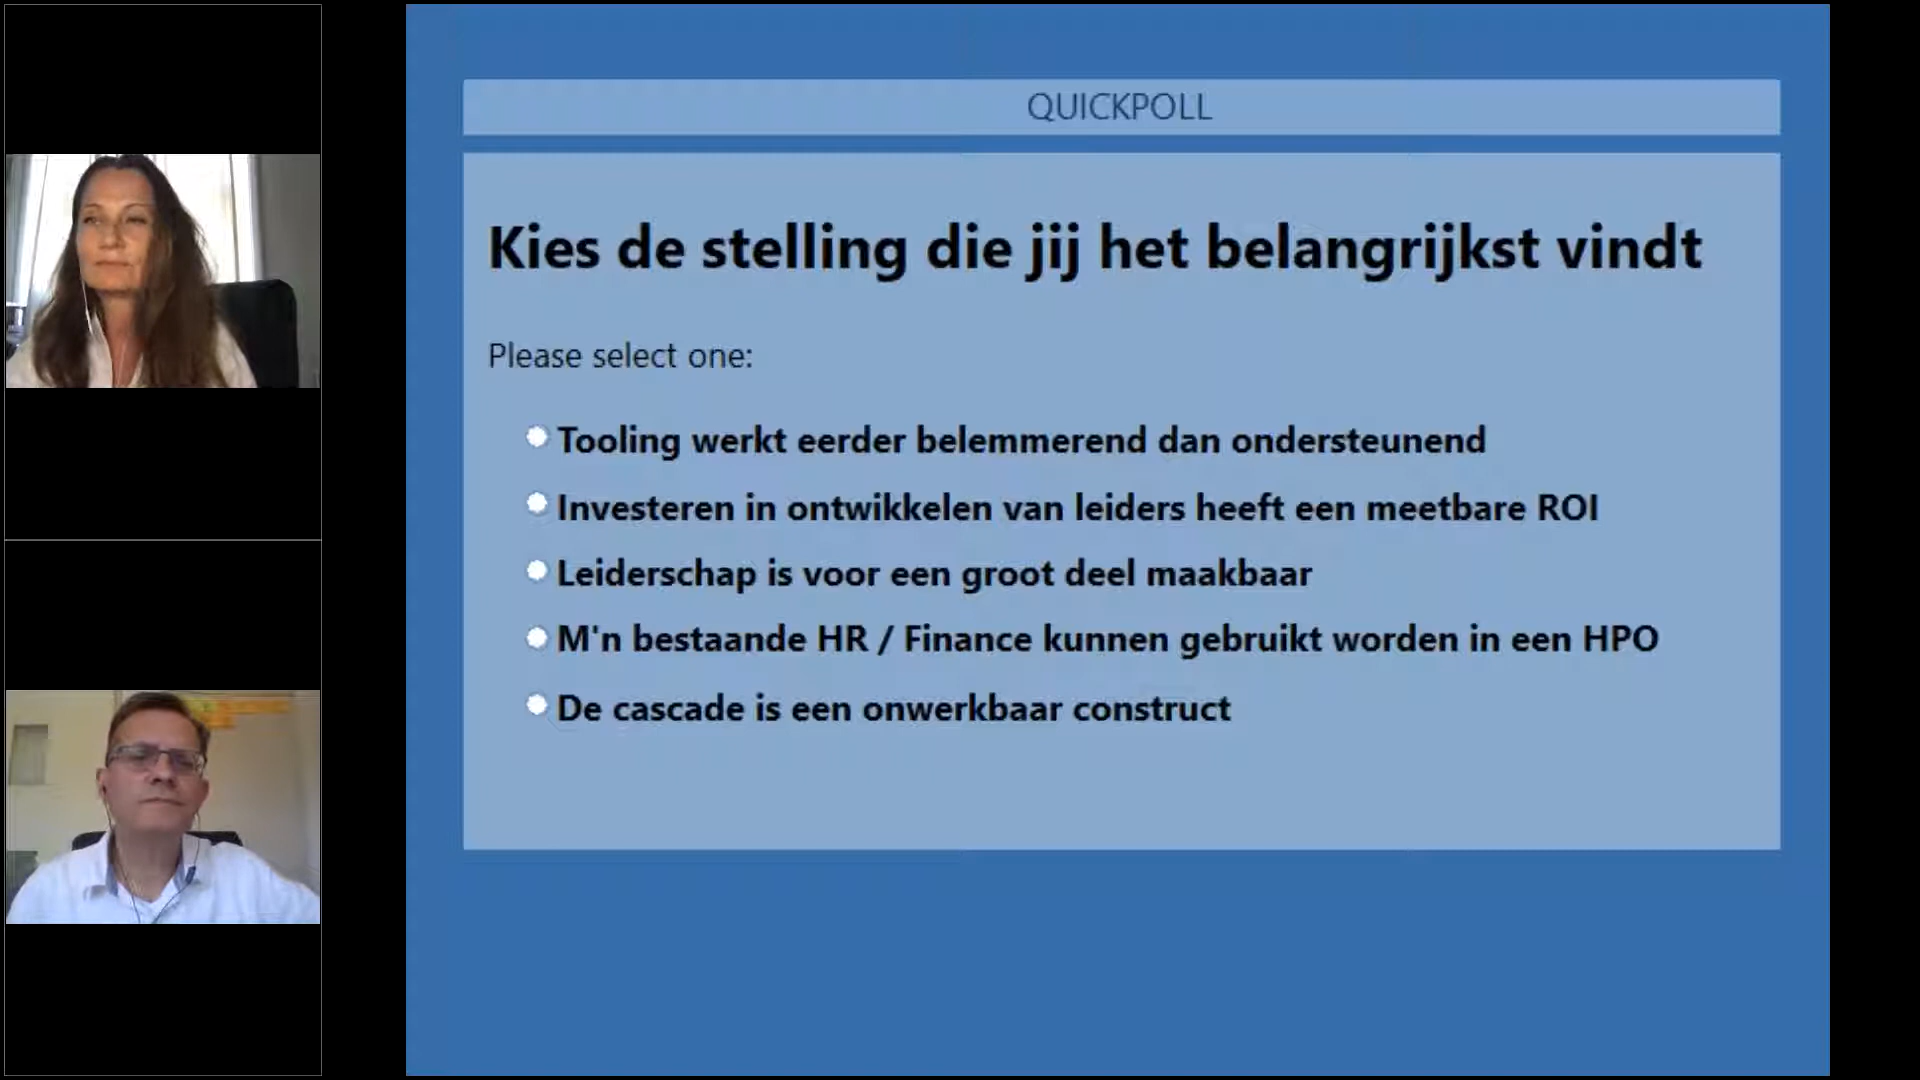 QUICKPOLL
Kies de stelling die jij het belangrijkst vindt
Please select one:
Tooling werkt eerder belemmerend dan ondersteunend
Investeren in ontwikkelen van leiders heeft een meetbare ROI
Leiderschap is voor een groot deel maakbaar
M'n bestaande HR / Finance kunnen gebruikt worden in een HPO
De cascade is een onwerkbaar construct